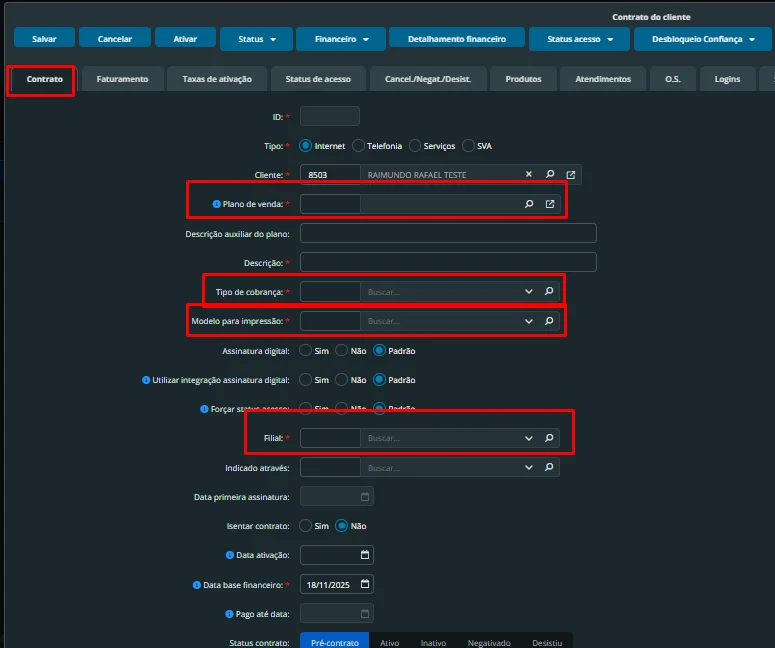 Contrato do cliente
Salvar Cancelar Ativar Status Financeiro Detalhamento financeiro Status acesso Desbloqueio Confiança
Contrato Faturamento Taxas de ativação Status de acesso Cancel./Negat./Desist. Produtos Atendimentos O.S. Logins
ID: *
Tipo: * Internet Telefonia Serviços SVA
Cliente: * 8503 RAIMUNDO RAFAEL TESTE
Plano de venda: *
Descrição auxiliar do plano:
Descrição: *
Tipo de cobrança: * Buscar...
Modelo para impressão: * Buscar...
Assinatura digital: Sim Não Padrão
Utilizar integração assinatura digital: Sim Não Padrão
Forçar status acesso: Sim Não Padrão
Filial: * Buscar...
Indicado através: Buscar...
Data primeira assinatura:
Isentar contrato: Sim Não
Data ativação:
Data base financeiro: * 18/11/2025
Pago até data:
Status contrato: Pré-contrato Ativo Inativo Negativado Desistiu